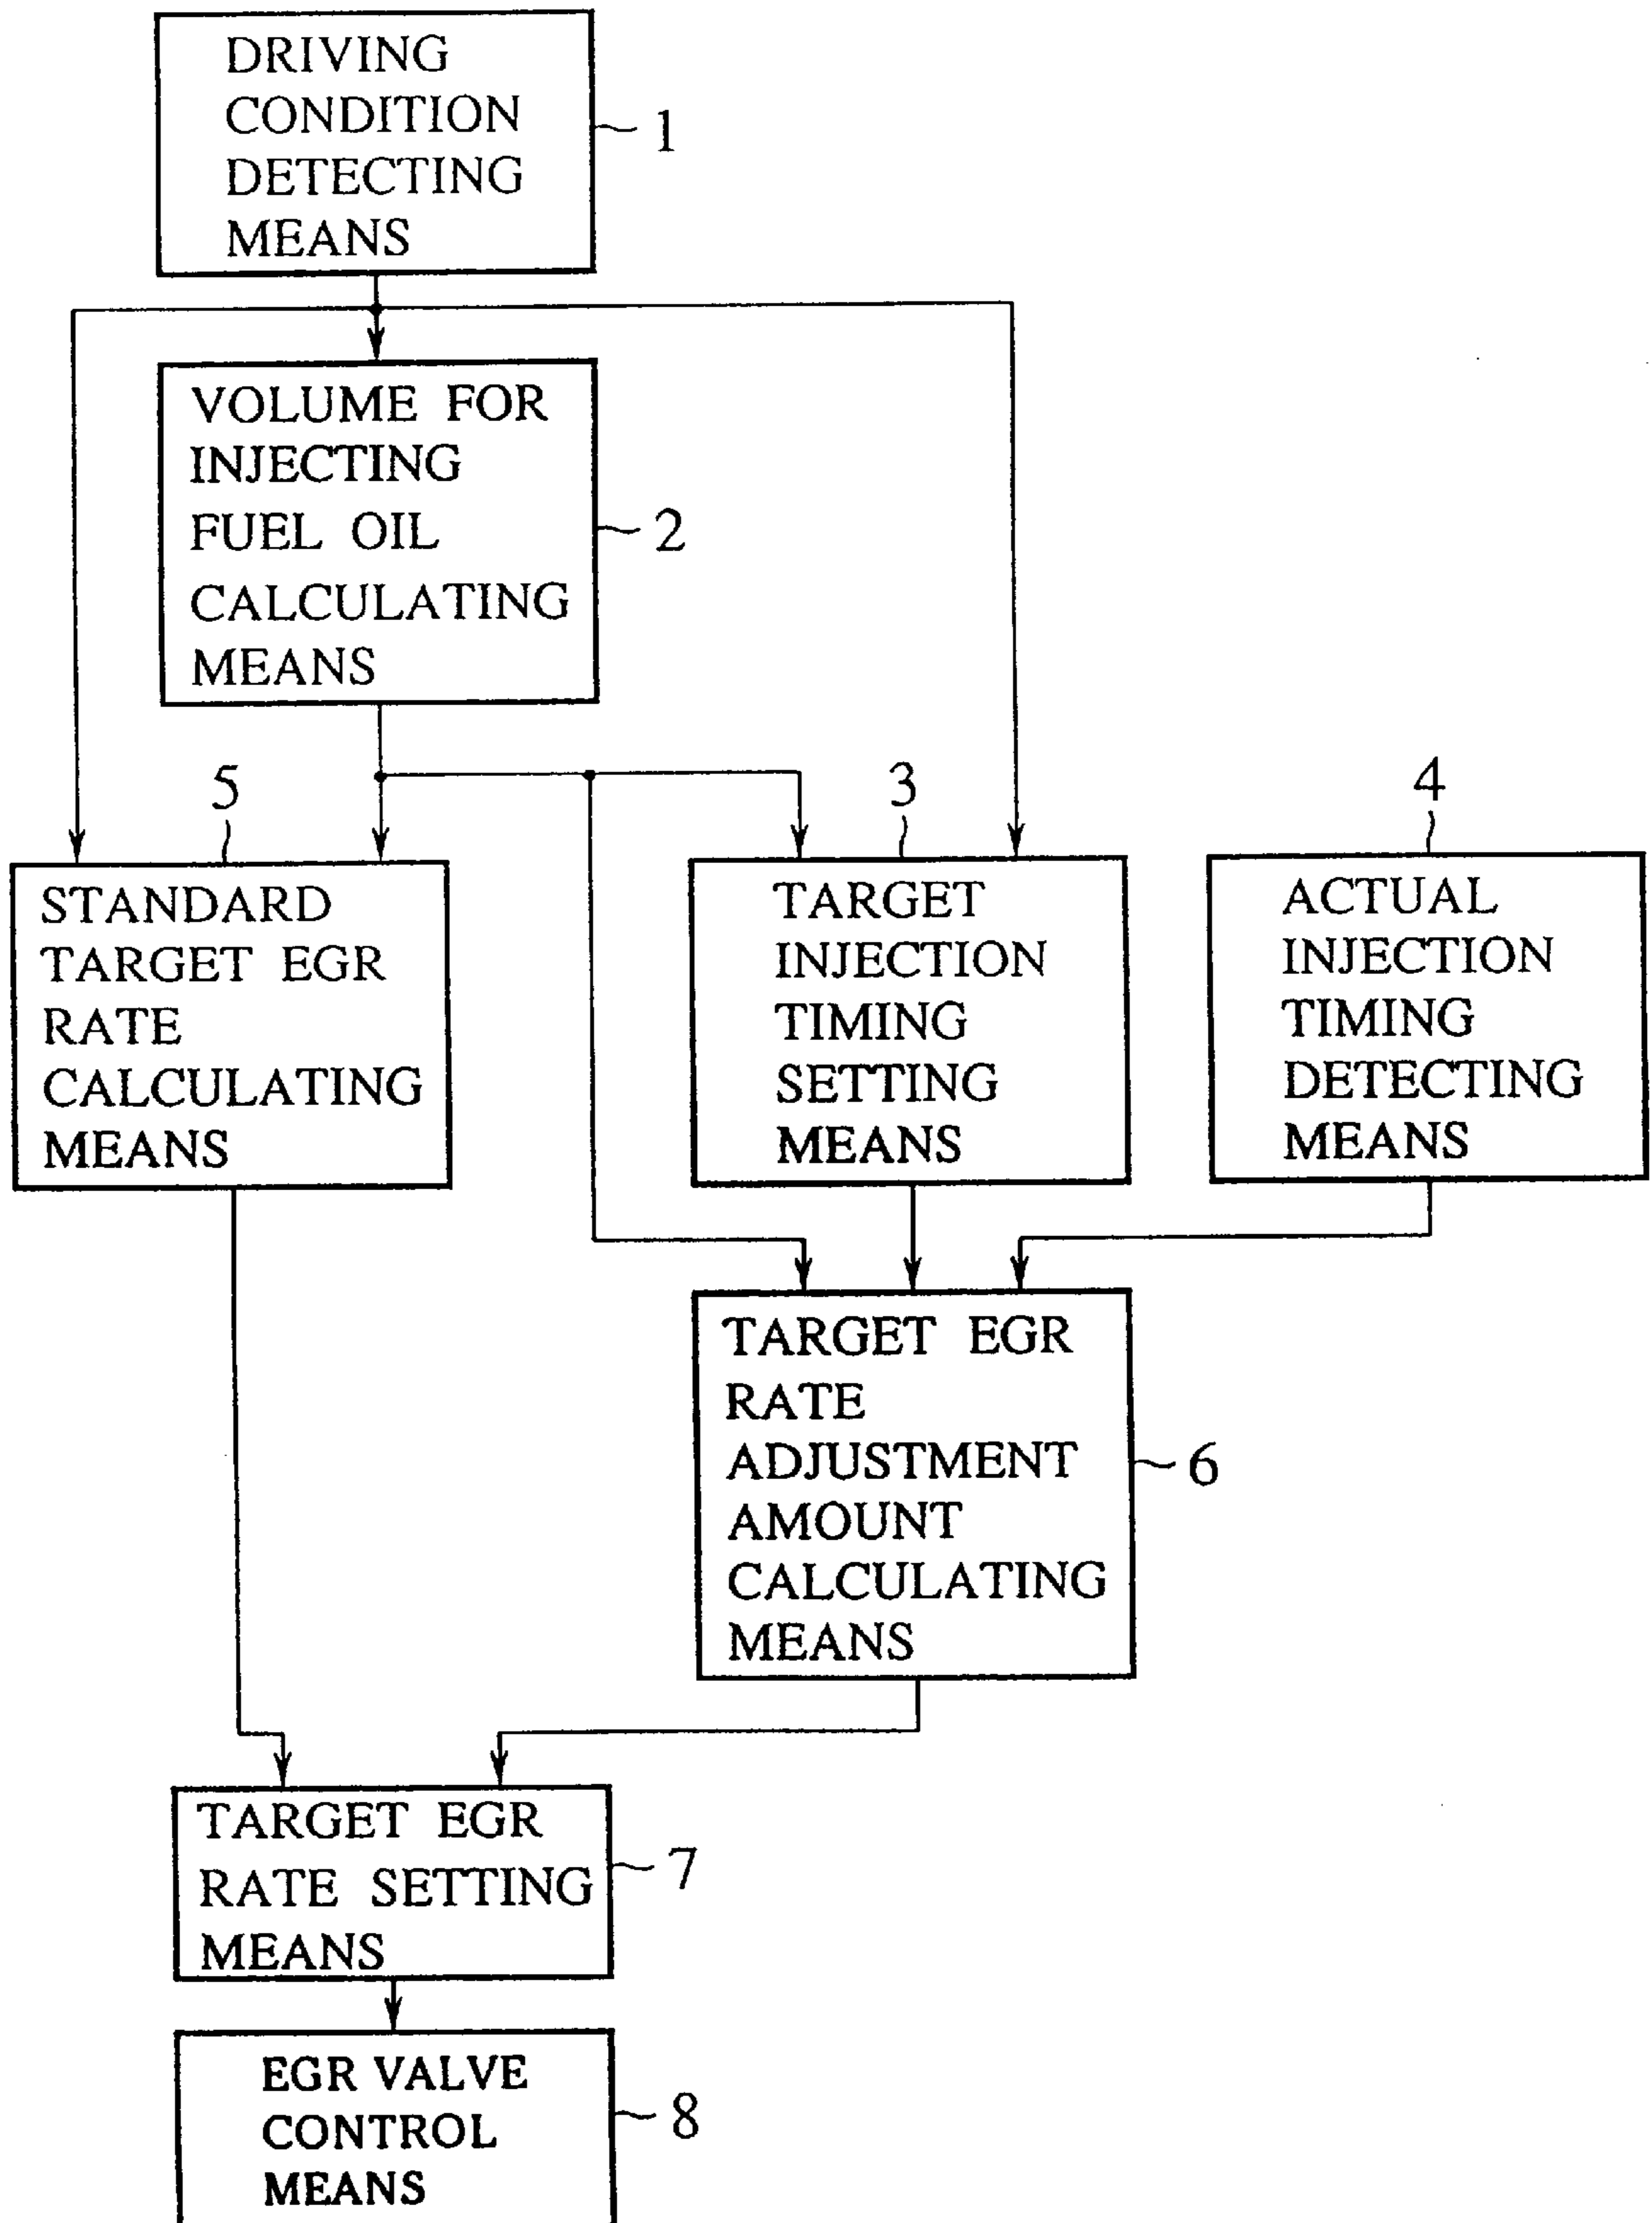 DRIVING
CONDITION
DETECTING
MEANS
1
VOLUME FOR
INJECTING
FUEL OIL
CALCULATING
MEANS
2
5
STANDARD
TARGET EGR
RATE
CALCULATING
MEANS
3
TARGET
INJECTION
TIMING
SETTING
MEANS
4
ACTUAL
INJECTION
TIMING
DETECTING
MEANS
TARGET EGR
RATE
ADJUSTMENT
AMOUNT
CALCULATING
MEANS
6
TARGET EGR
RATE SETTING
MEANS
7
EGR VALVE
CONTROL
MEANS
8